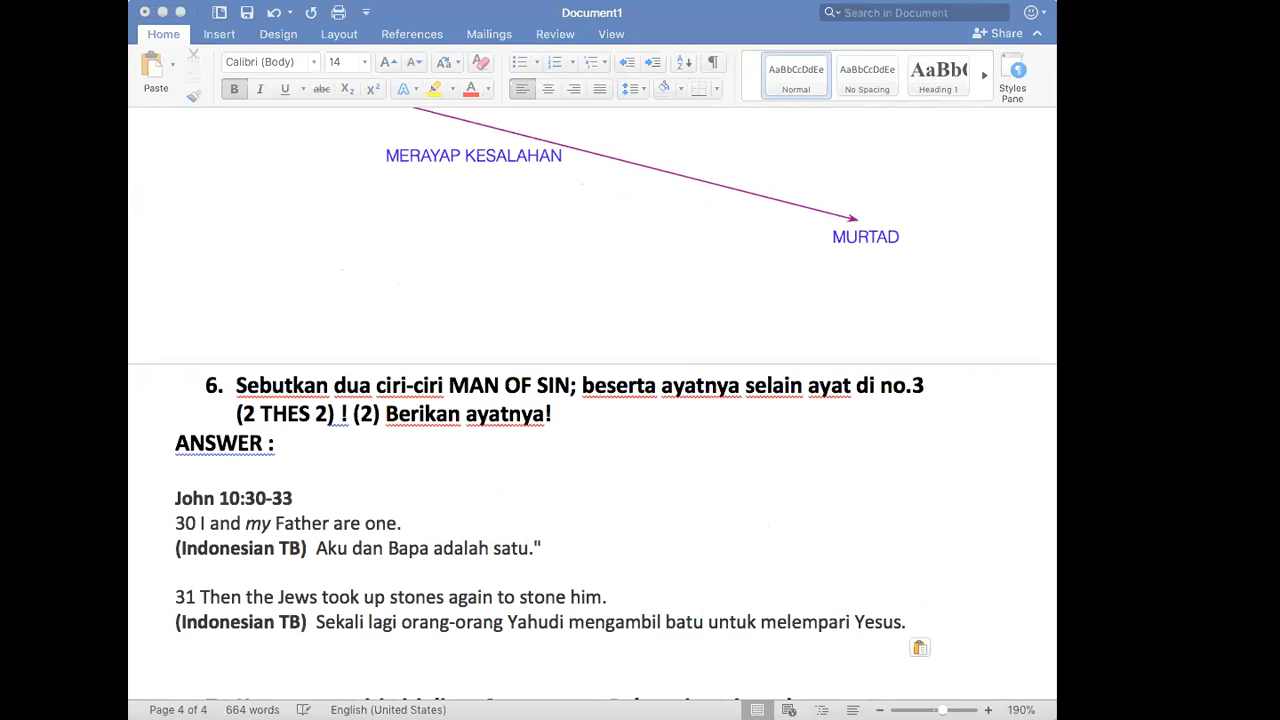 Document1
Search in Document
Home Insert Design Layout References Mailings Review View
Share
Paste
Calibri (Body) 14
AaBbCcDdEe AaBbCcDdEe AaBbC
Normal No Spacing Heading 1
Styles
Pane
MERAYAP KESALAHAN
MURTAD
6. Sebutkan dua ciri-ciri MAN OF SIN; beserta ayatnya selain ayat di no.3
(2 THES 2) ! (2) Berikan ayatnya!
ANSWER :
John 10:30-33
30 I and my Father are one.
(Indonesian TB) Aku dan Bapa adalah satu."
31 Then the Jews took up stones again to stone him.
(Indonesian TB) Sekali lagi orang-orang Yahudi mengambil batu untuk melempari Yesus.
Page 4 of 4 664 words English (United States) 190%